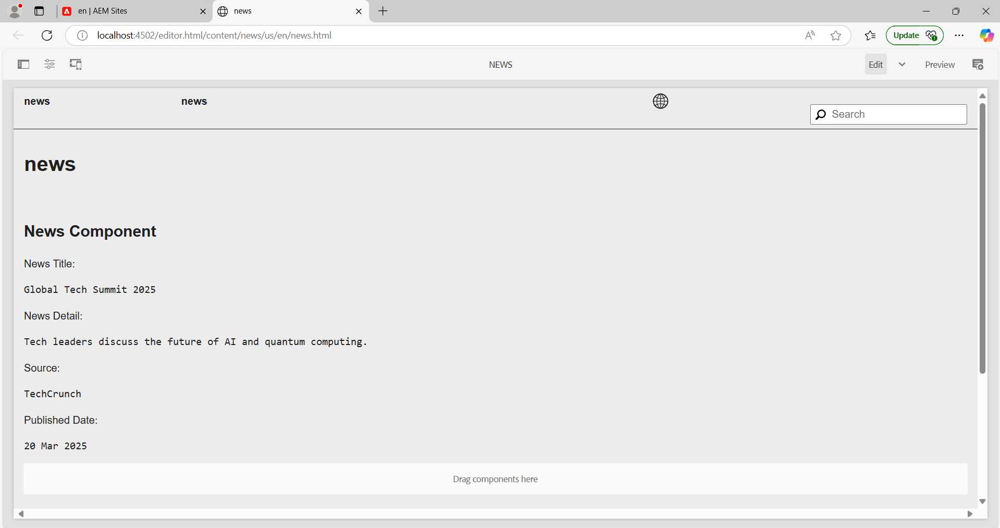 en | AEM Sites
news
localhost:4502/editor.html/content/news/us/en/news.html
Update
NEWS
Edit
Preview
news
news
Search
news
News Component
News Title:
Global Tech Summit 2025
News Detail:
Tech leaders discuss the future of AI and quantum computing.
Source:
TechCrunch
Published Date:
20 Mar 2025
Drag components here